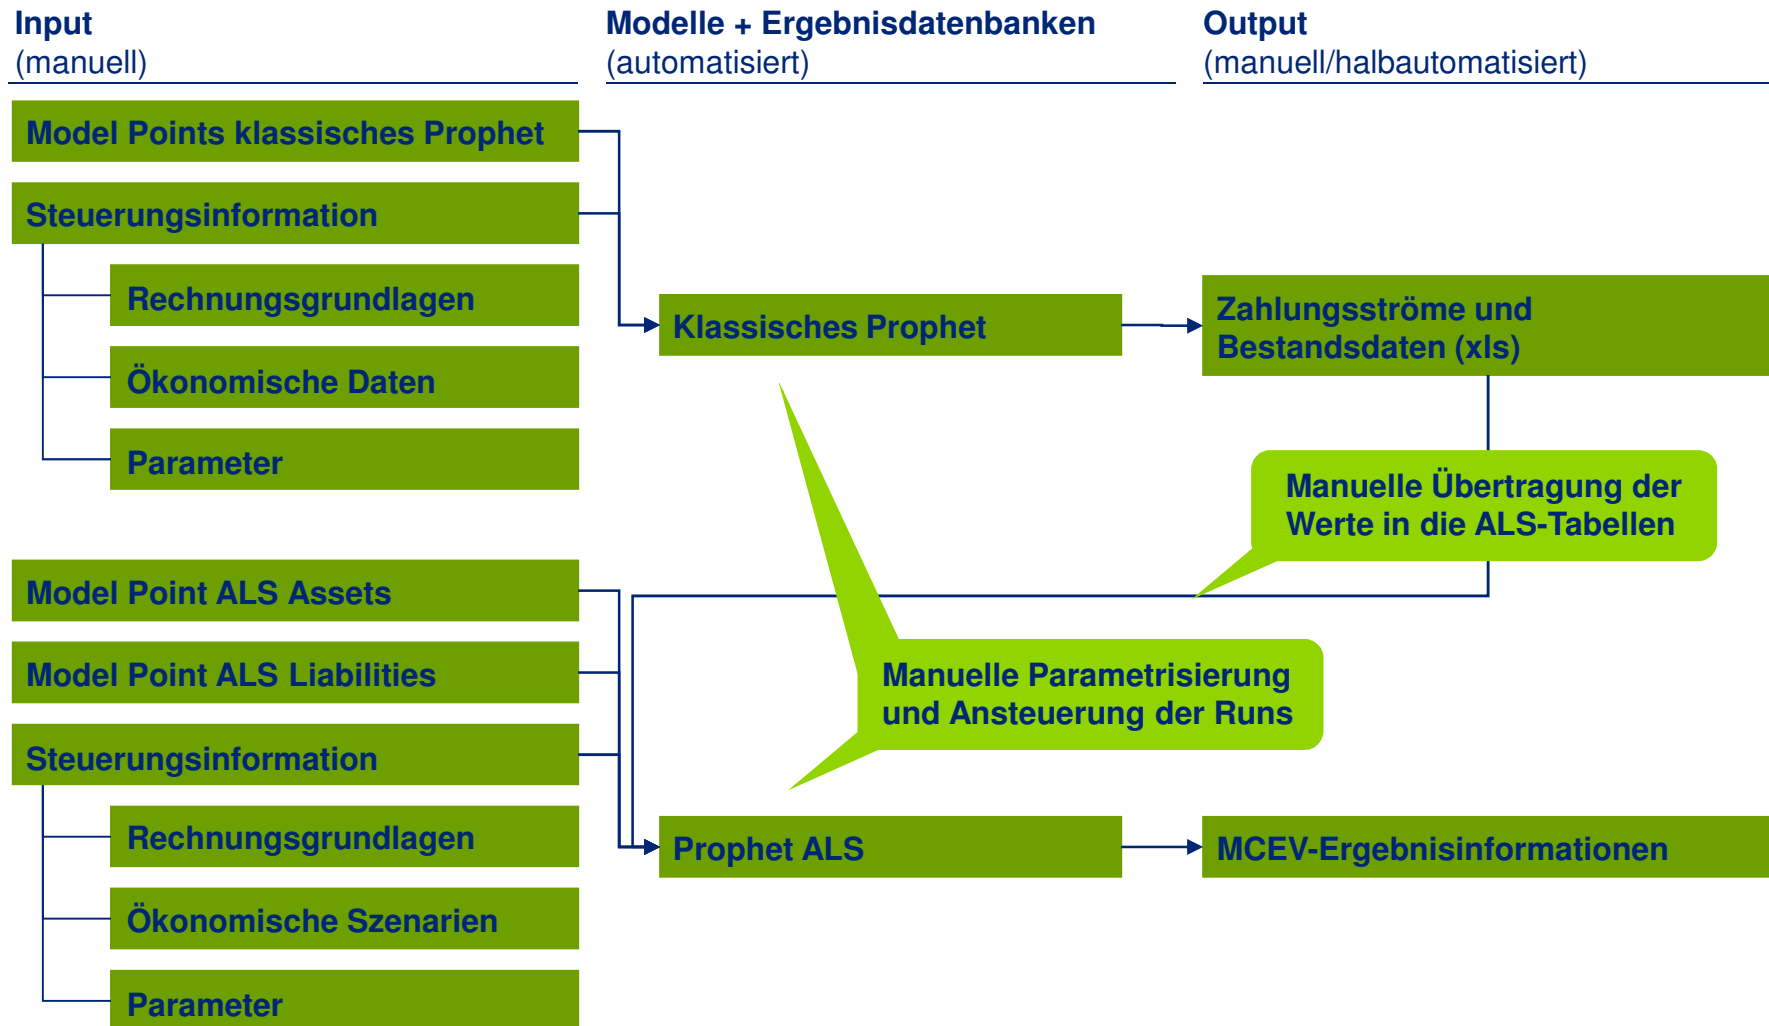 Input
(manuell)
Modelle + Ergebnisdatenbanken
(automatisiert)
Output
(manuell/halbautomatisiert)
Model Points klassisches Prophet
Steuerungsinformation
Rechnungsgrundlagen
Ökonomische Daten
Parameter
Klassisches Prophet
Zahlungsströme und
Bestandsdaten (xls)
Manuelle Übertragung der
Werte in die ALS-Tabellen
Model Point ALS Assets
Model Point ALS Liabilities
Steuerungsinformation
Rechnungsgrundlagen
Ökonomische Szenarien
Parameter
Manuelle Parametrisierung
und Ansteuerung der Runs
Prophet ALS
MCEV-Ergebnisinformationen